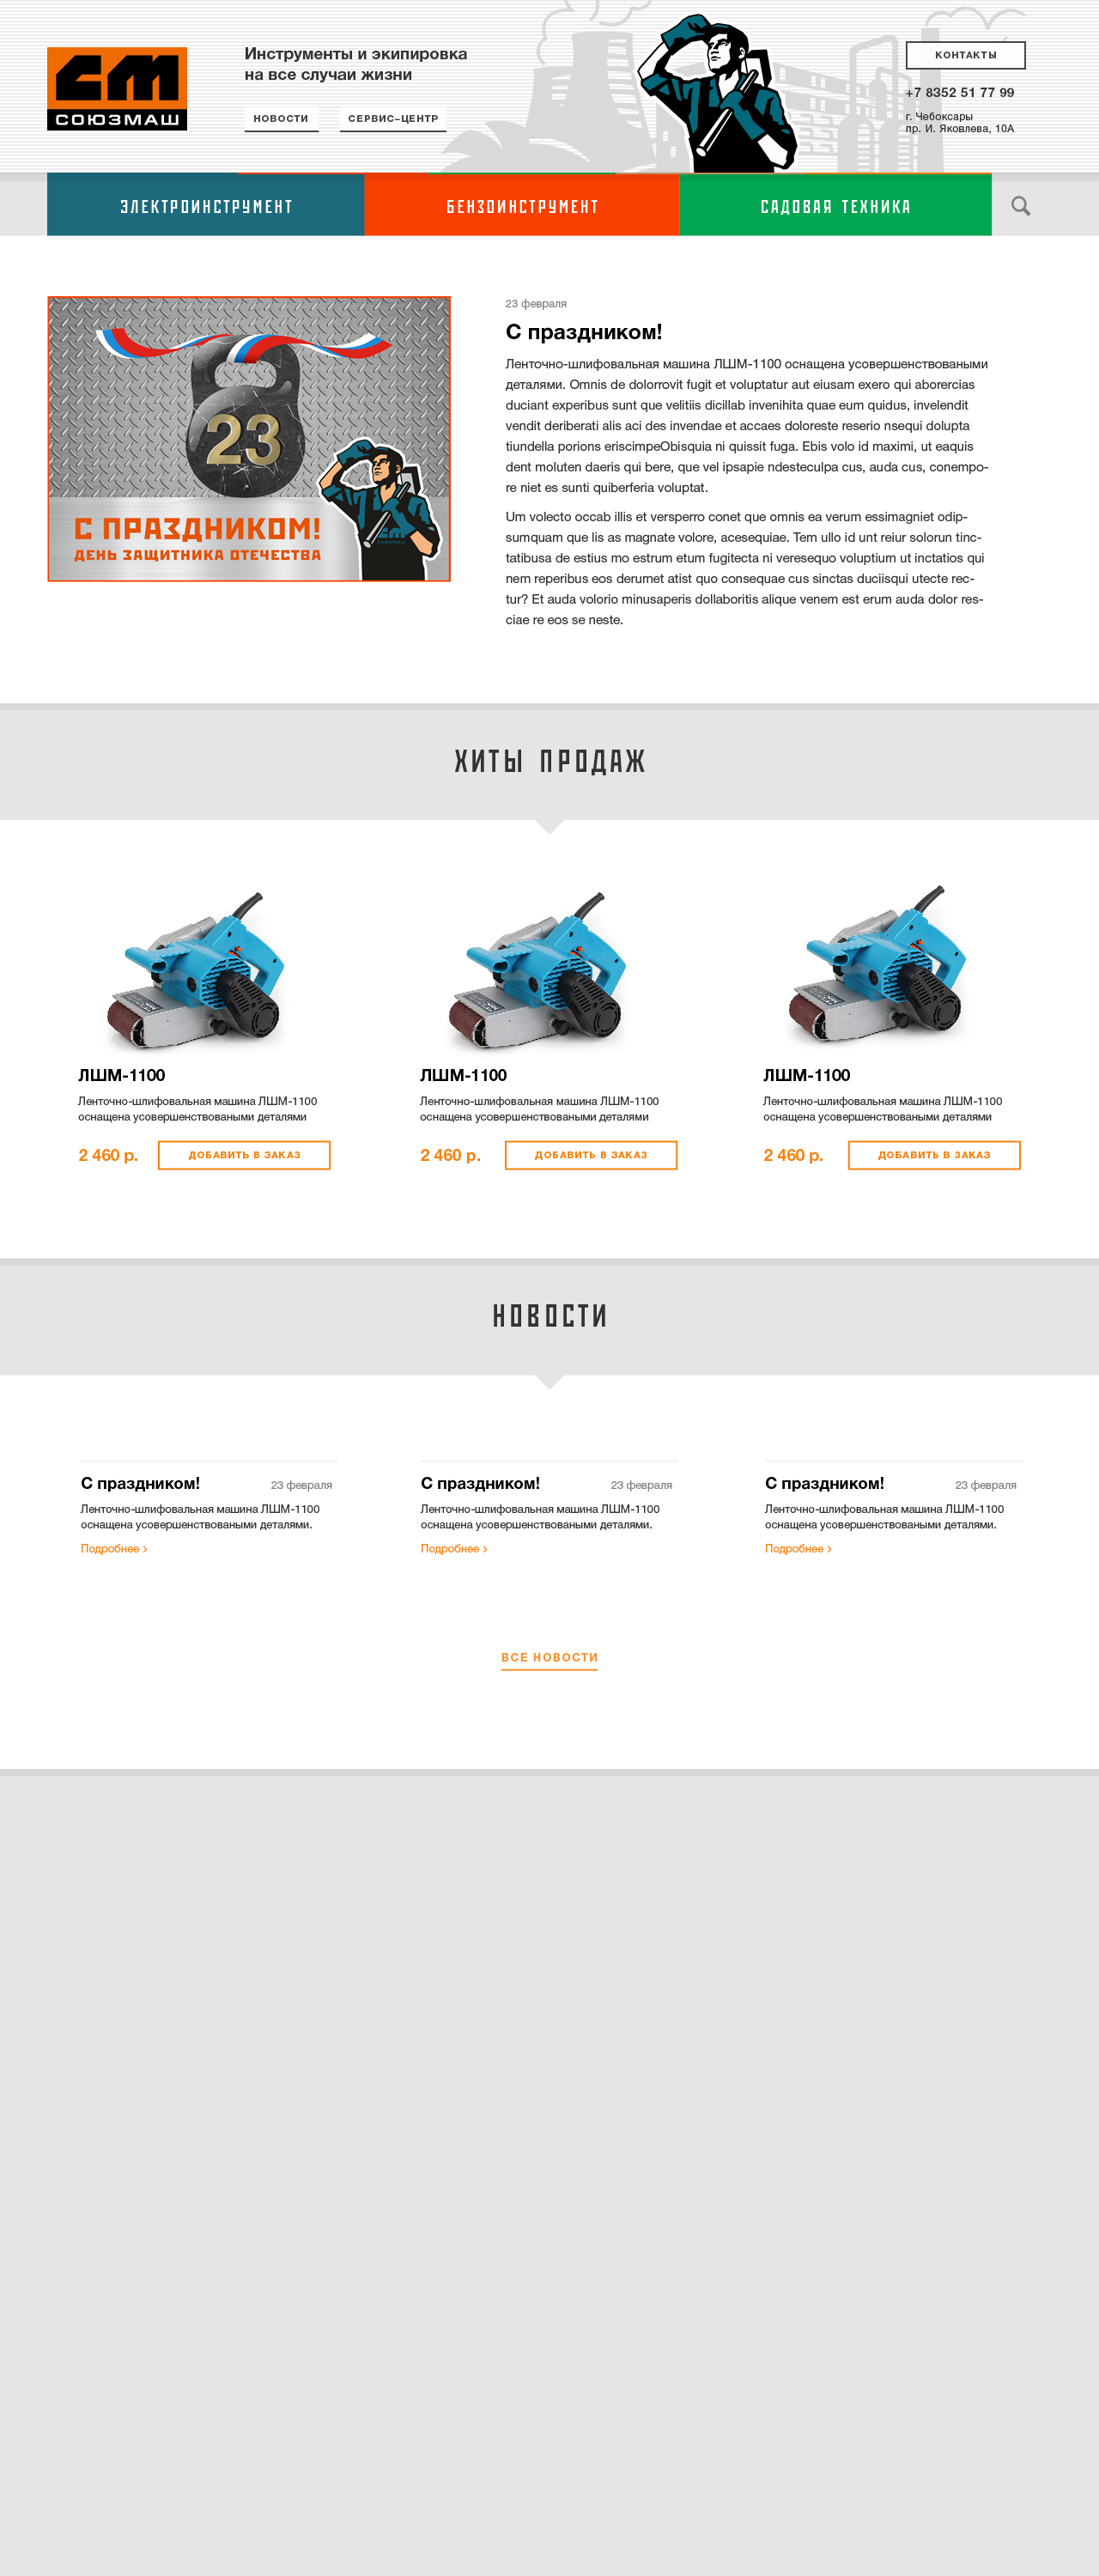 СМ
СОЮЗМАШ
Инструменты и экипировка
на все случаи жизни
НОВОСТИ
СЕРВИС–ЦЕНТР
КОНТАКТЫ
+7 8352 51 77 99
г. Чебоксары
пр. И. Яковлева, 10А
ЭЛЕКТРОИНСТРУМЕНТ
БЕНЗОИНСТРУМЕНТ
САДОВАЯ ТЕХНИКА
23
С ПРАЗДНИКОМ!
ДЕНЬ ЗАЩИТНИКА ОТЕЧЕСТВА
23 февраля
С праздником!
Ленточно-шлифовальная машина ЛШМ-1100 оснащена усовершенствоваными
деталями. Omnis de dolorrovit fugit et voluptatur aut eiusam exero qui aborercias
duciant experibus sunt que velitiis dicillab invenihita quae eum quidus, invelendit
vendit deriberati alis aci des invendae et accaes doloreste reserio nsequi dolupta
tiundella porions eriscimpeObisquia ni quissit fuga. Ebis volo id maximi, ut eaquis
dent moluten daeris qui bere, que vel ipsapie ndesteculpa cus, auda cus, conempo-
re niet es sunti quiberferia voluptat.
Um volecto occab illis et versperro conet que omnis ea verum essimagniet odip-
sumquam que lis as magnate volore, acesequiae. Tem ullo id unt reiur solorun tinc-
tatibusa de estius mo estrum etum fugitecta ni veresequo voluptium ut inctatios qui
nem reperibus eos derumet atist quo consequae cus sinctas duciisqui utecte rec-
tur? Et auda volorio minusaperis dollaboritis alique venem est erum auda dolor res-
ciae re eos se neste.
ХИТЫ ПРОДАЖ
ЛШМ-1100
Ленточно-шлифовальная машина ЛШМ-1100
оснащена усовершенствоваными деталями
2 460 р.
ДОБАВИТЬ В ЗАКАЗ
ЛШМ-1100
Ленточно-шлифовальная машина ЛШМ-1100
оснащена усовершенствоваными деталями
2 460 р.
ДОБАВИТЬ В ЗАКАЗ
ЛШМ-1100
Ленточно-шлифовальная машина ЛШМ-1100
оснащена усовершенствоваными деталями
2 460 р.
ДОБАВИТЬ В ЗАКАЗ
НОВОСТИ
С праздником!
23 февраля
Ленточно-шлифовальная машина ЛШМ-1100
оснащена усовершенствоваными деталями.
Подробнее ›
С праздником!
23 февраля
Ленточно-шлифовальная машина ЛШМ-1100
оснащена усовершенствоваными деталями.
Подробнее ›
С праздником!
23 февраля
Ленточно-шлифовальная машина ЛШМ-1100
оснащена усовершенствоваными деталями.
Подробнее ›
ВСЕ НОВОСТИ